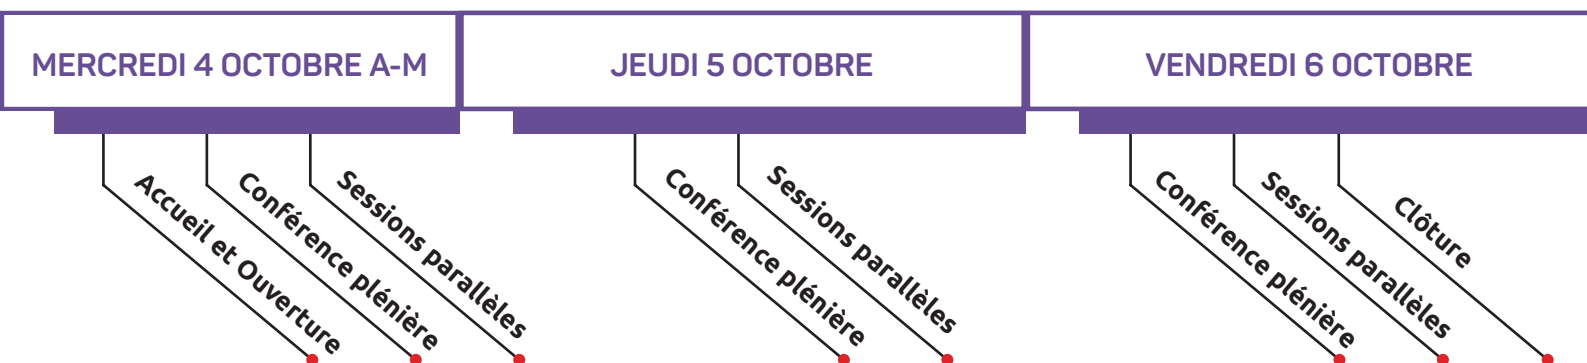 MERCREDI 4 OCTOBRE A-M
Accueil et Ouverture
Conférence plénière
Sessions parallèles
JEUDI 5 OCTOBRE
Conférence plénière
Sessions parallèles
VENDREDI 6 OCTOBRE
Conférence plénière
Sessions parallèles
Clôture